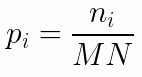 $p_i = \frac{n_i}{MN}$